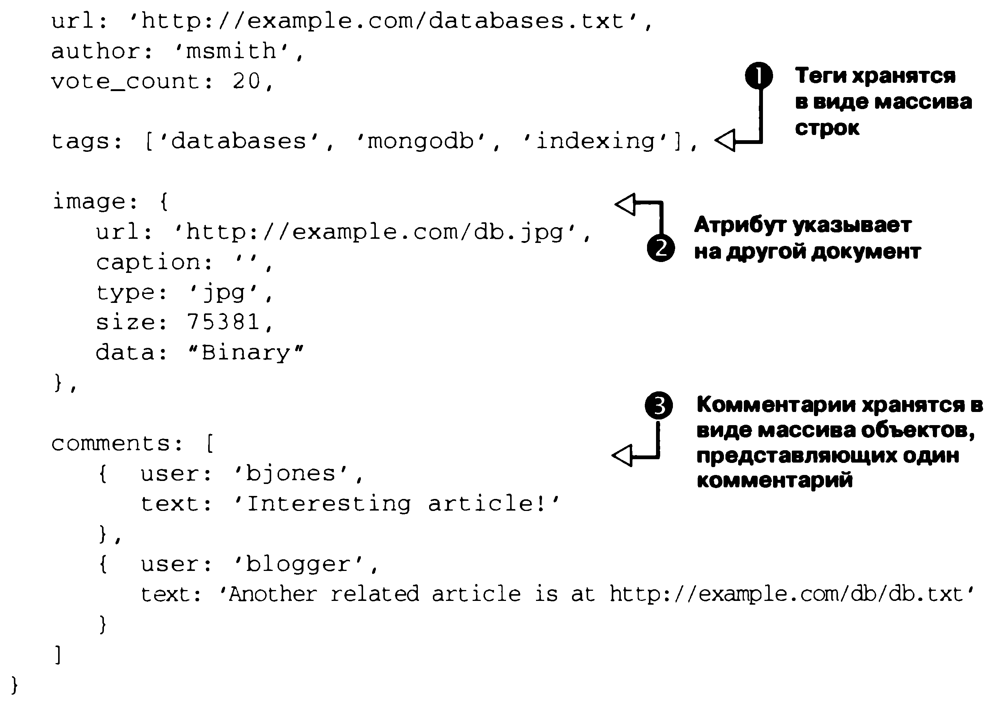 url: 'http://example.com/databases.txt',
author: 'msmith',
vote_count: 20,
❶ Теги хранятся
в виде массива
строк
tags: ['databases', 'mongodb', 'indexing'],
image: {
url: 'http://example.com/db.jpg',
❷ Атрибут указывает
на другой документ
caption: '',
type: 'jpg',
size: 75381,
data: "Binary"
},
❸ Комментарии хранятся в
виде массива объектов,
представляющих один
комментарий
comments: [
{ user: 'bjones',
text: 'Interesting article!'
},
{ user: 'blogger',
text: 'Another related article is at http://example.com/db/db.txt'
}
]
}